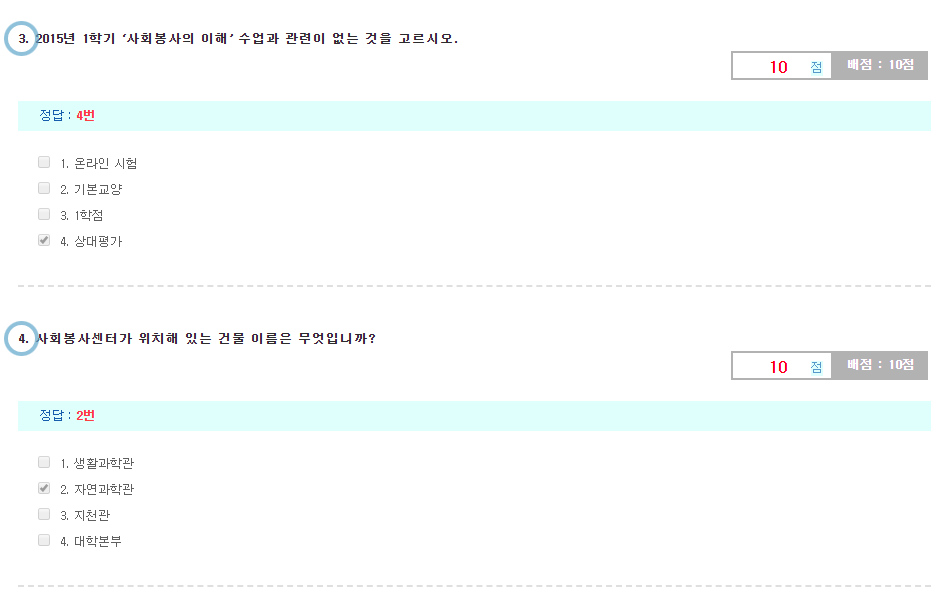 3. 2015년 1학기 ‘사회봉사의 이해’ 수업과 관련이 없는 것을 고르시오.
10 점 배점 : 10점
정답 : 4번
1. 온라인 시험
2. 기본교양
3. 1학점
4. 상대평가
4. 사회봉사센터가 위치해 있는 건물 이름은 무엇입니까?
10 점 배점 : 10점
정답 : 2번
1. 생활과학관
2. 자연과학관
3. 지천관
4. 대학본부